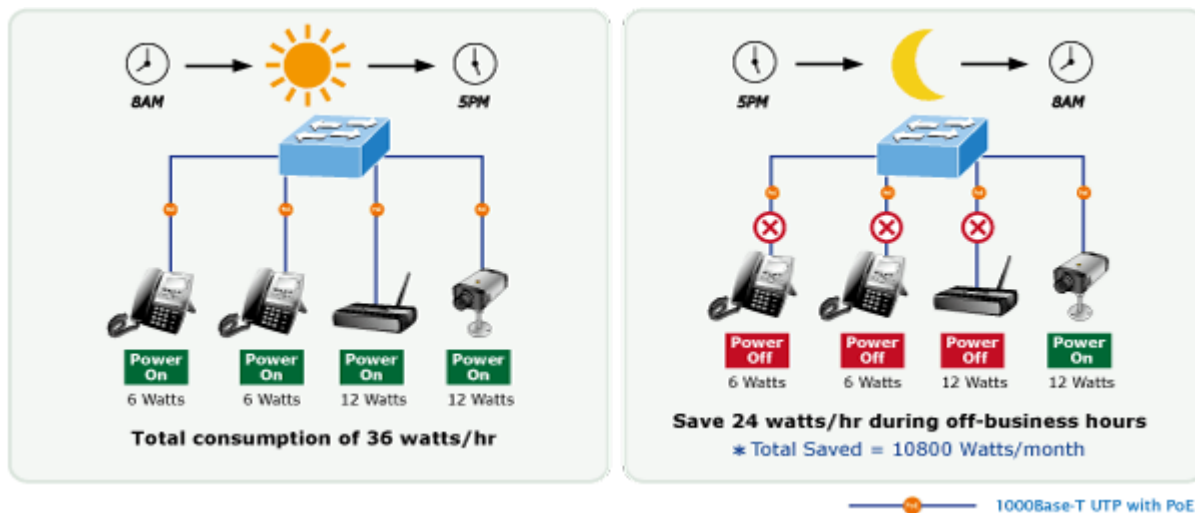 8AM
5PM
Power
On
6 Watts
Power
On
6 Watts
Power
On
12 Watts
Power
On
12 Watts
Total consumption of 36 watts/hr
5PM
8AM
Power
Off
6 Watts
Power
Off
6 Watts
Power
Off
12 Watts
Power
On
12 Watts
Save 24 watts/hr during off-business hours
* Total Saved = 10800 Watts/month
1000Base-T UTP with PoE